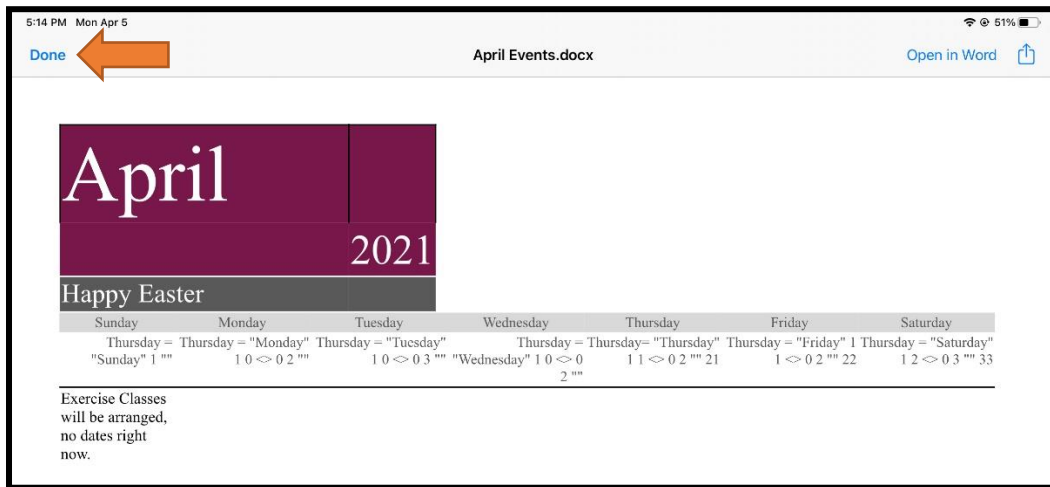 5:14 PM Mon Apr 5 51%
Done April Events.docx Open in Word
April
2021
Happy Easter
Sunday Monday Tuesday Wednesday Thursday Friday Saturday
Thursday = Thursday = "Monday" Thursday = "Tuesday" Thursday = Thursday= "Thursday" Thursday = "Friday" 1 Thursday = "Saturday"
"Sunday" 1 "" 1 0 <> 0 2 "" 1 0 <> 0 3 "" "Wednesday" 1 0 <> 0 1 1 <> 0 2 "" 21 1 <> 0 2 "" 22 1 2 <> 0 3 "" 33
2 ""
Exercise Classes
will be arranged,
no dates right
now.